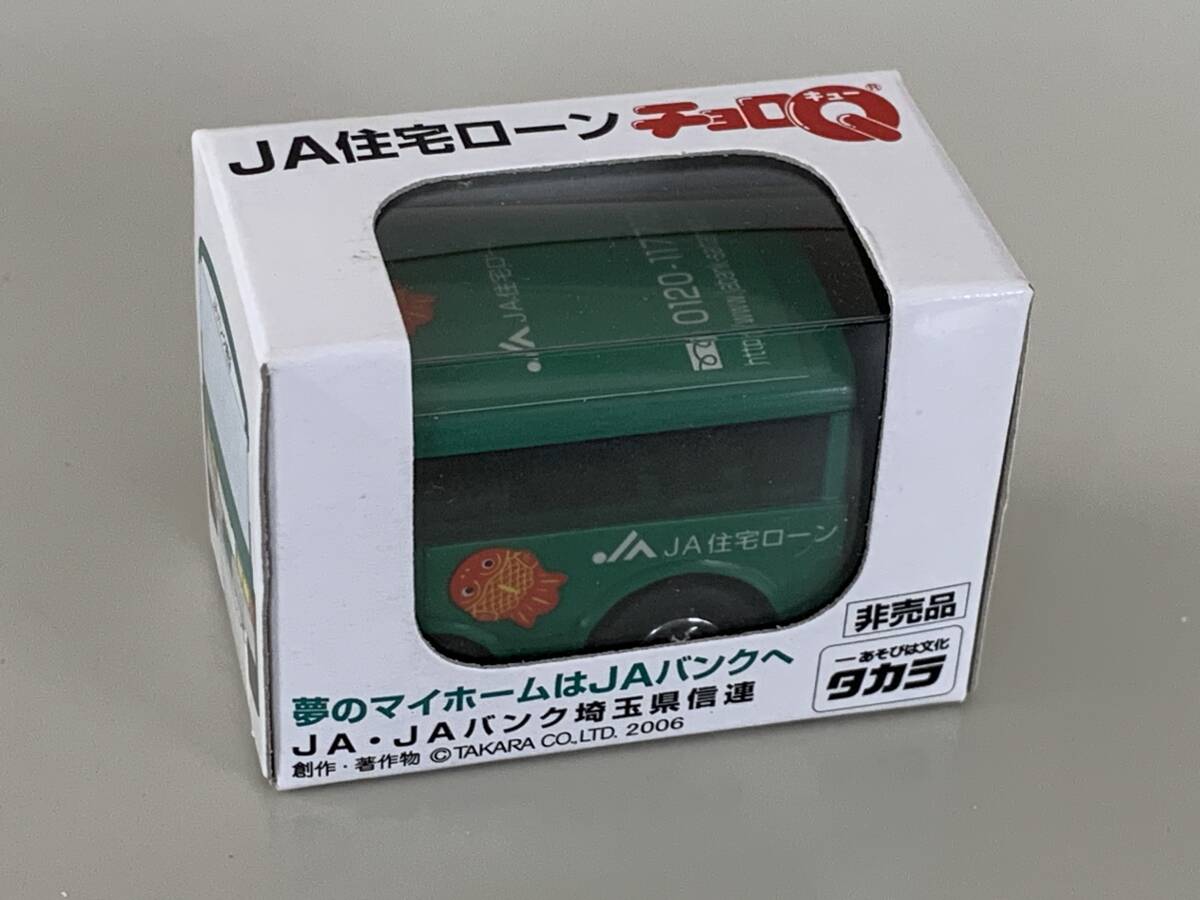 JA住宅ローン チョロQ キュー ®
JA住宅ロー
0120-117
http://www.japank-saitama
JA住宅ローン
非売品
ーあそびは文化
タカラ
夢のマイホームはJAバンクへ
JA・JAバンク埼玉県信連
創作・著作物 ©TAKARA CO.,LTD. 2006